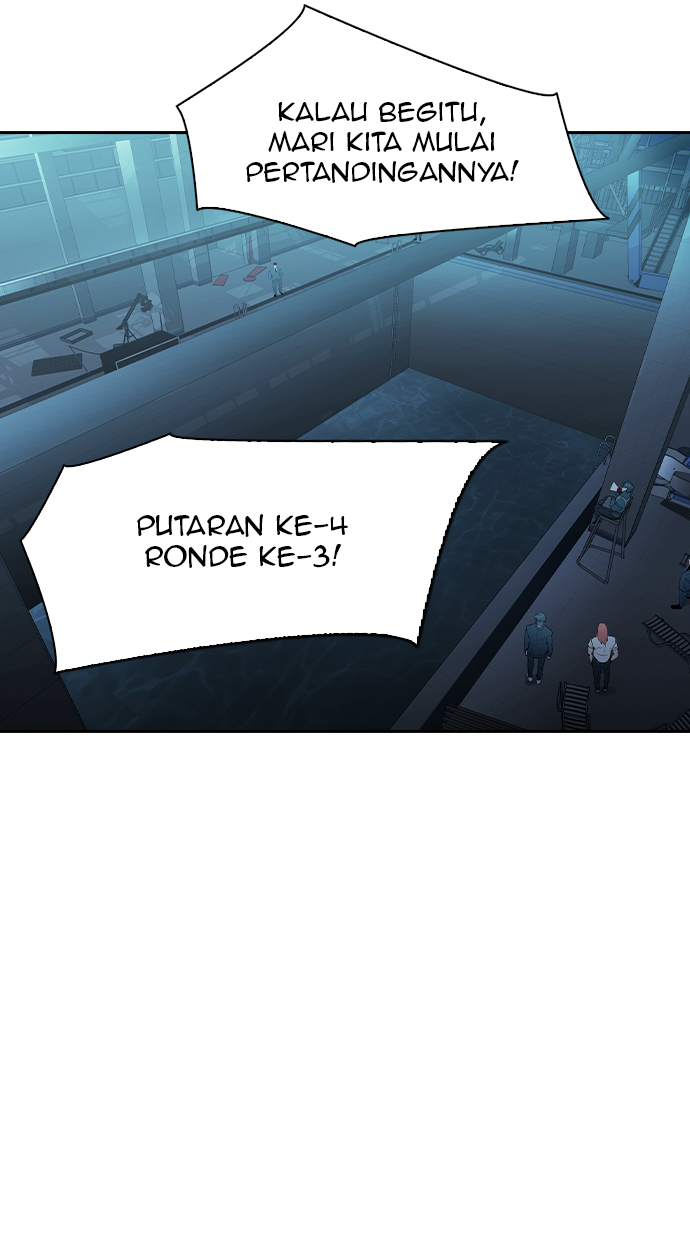 KALAU BEGITU,
MARI KITA MULAI
PERTANDINGANNYA!
PUTARAN KE-4
RONDE KE-3!